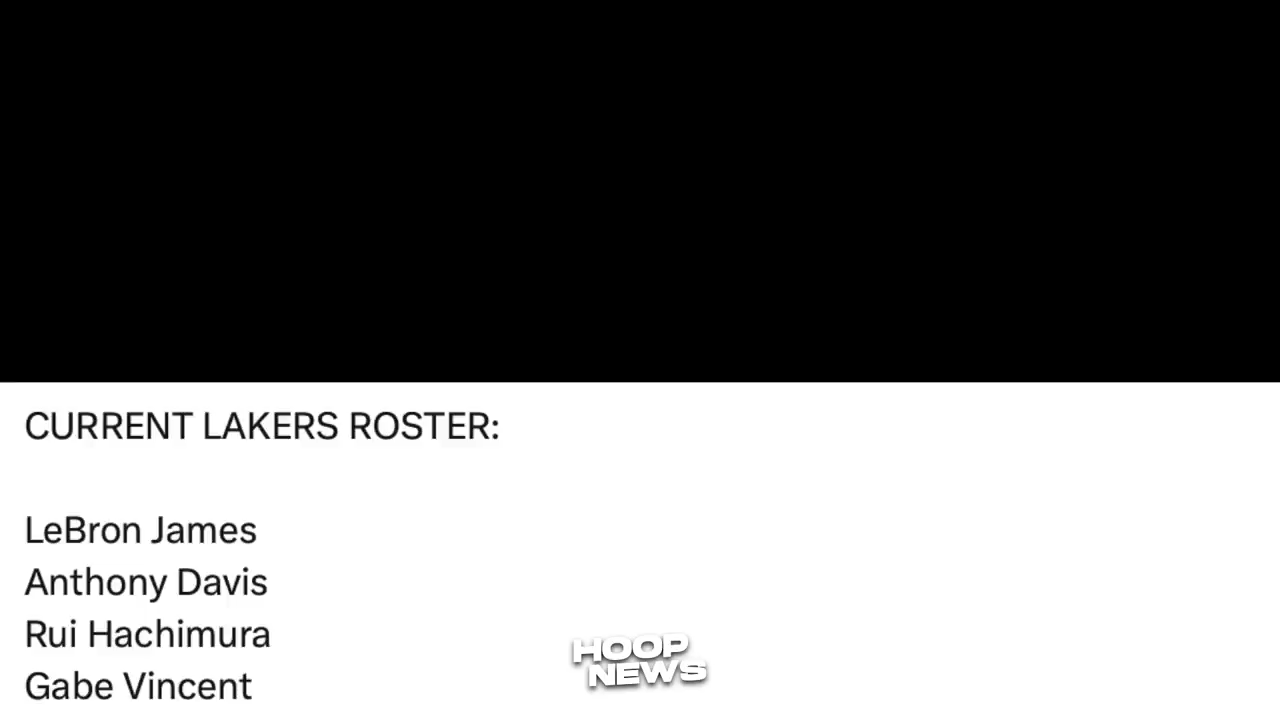 CURRENT LAKERS ROSTER:
LeBron James
Anthony Davis
Rui Hachimura
Gabe Vincent
HOOP
NEWS